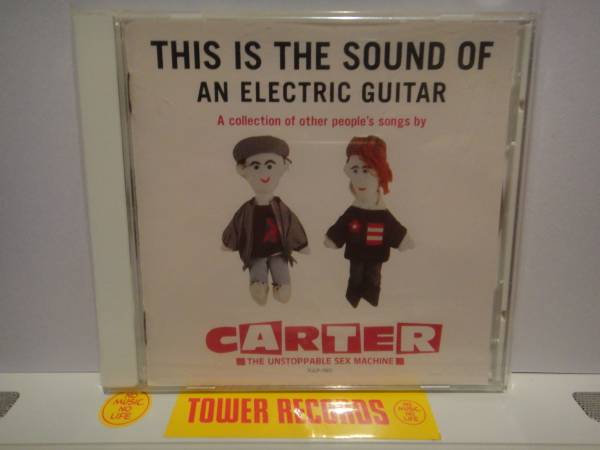 THIS IS THE SOUND OF
AN ELECTRIC GUITAR
A collection of other people's songs by
CARTER
THE UNSTOPPABLE SEX MACHINE
NO
MUSIC,
NO
LIFE
TOWER RECORDS
NO
MUSIC,
NO
LIFE